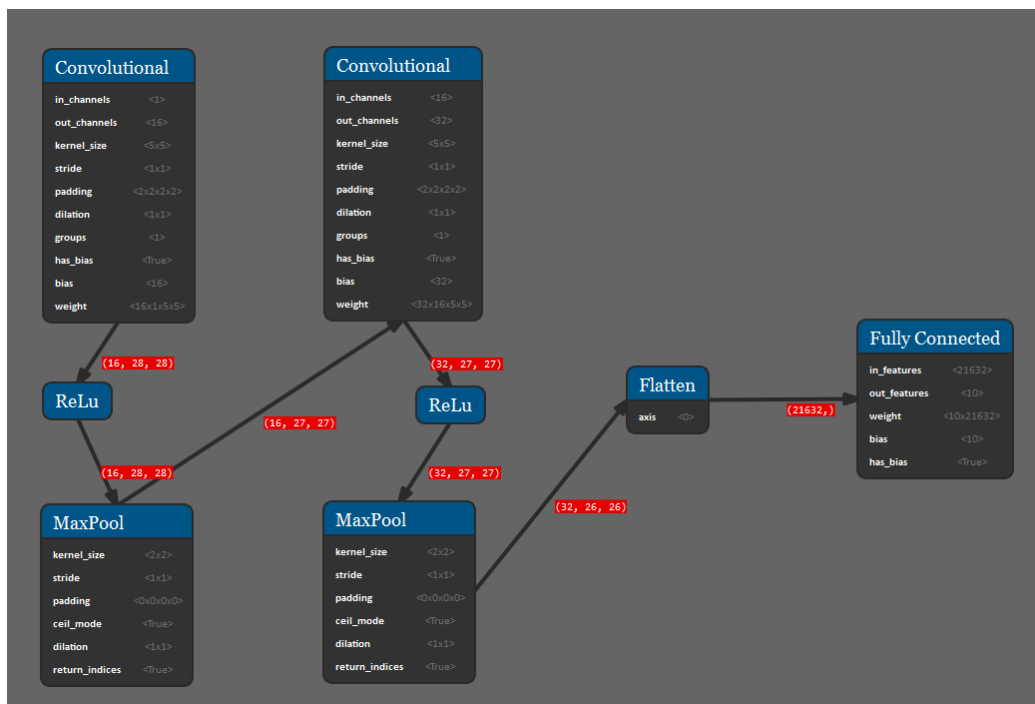 Convolutional
in_channels <1>
out_channels <16>
kernel_size <5x5>
stride <1x1>
padding <2x2x2x2>
dilation <1x1>
groups <1>
has_bias <True>
bias <16>
weight <16x1x5x5>
(16, 28, 28)
ReLu
(16, 28, 28)
MaxPool
kernel_size <2x2>
stride <1x1>
padding <0x0x0x0>
ceil_mode <True>
dilation <1x1>
return_indices <True>
(16, 27, 27)
Convolutional
in_channels <16>
out_channels <32>
kernel_size <5x5>
stride <1x1>
padding <2x2x2x2>
dilation <1x1>
groups <1>
has_bias <True>
bias <32>
weight <32x16x5x5>
(32, 27, 27)
ReLu
(32, 27, 27)
MaxPool
kernel_size <2x2>
stride <1x1>
padding <0x0x0x0>
ceil_mode <True>
dilation <1x1>
return_indices <True>
(32, 26, 26)
Flatten
axis <0>
(21632,)
Fully Connected
in_features <21632>
out_features <10>
weight <10x21632>
bias <10>
has_bias <True>